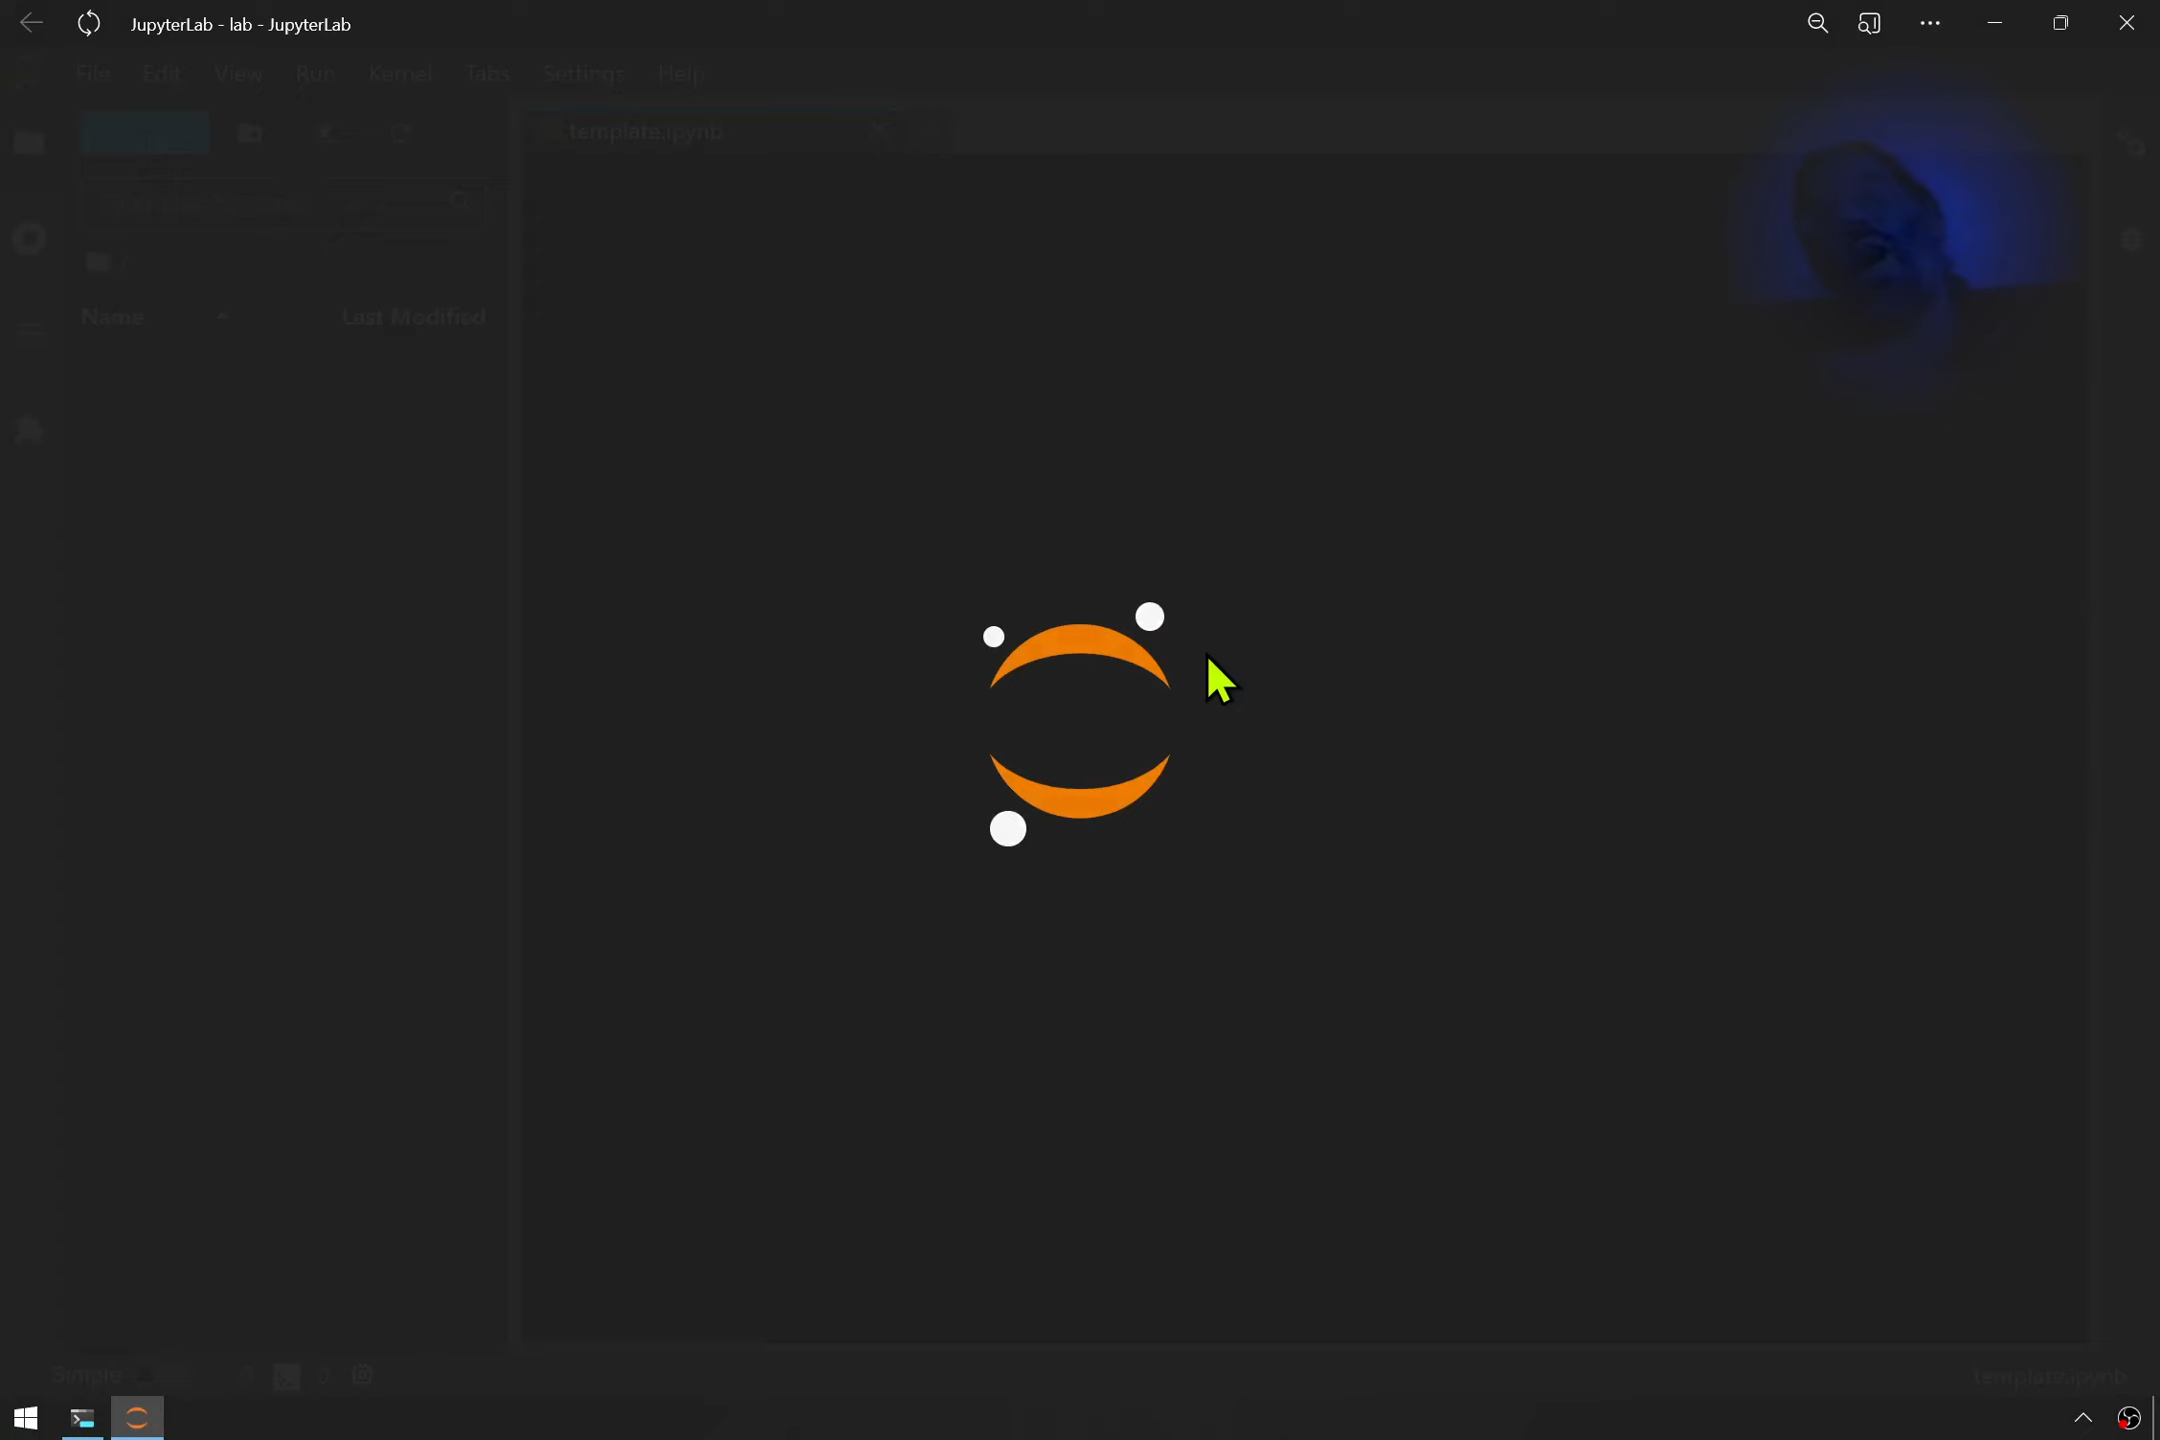 JupyterLab - lab - JupyterLab
File Edit View Run Kernel Tabs Settings Help
template.ipynb
/
Name Last Modified
Simple
template.ipynb